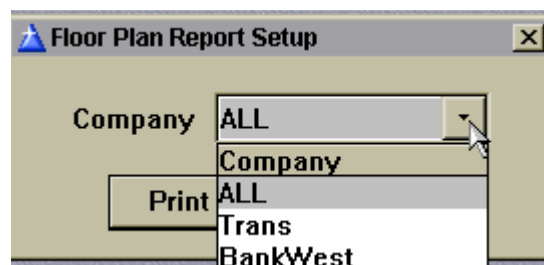 Floor Plan Report Setup
Company ALL
Company
Print ALL
Trans
BankWest